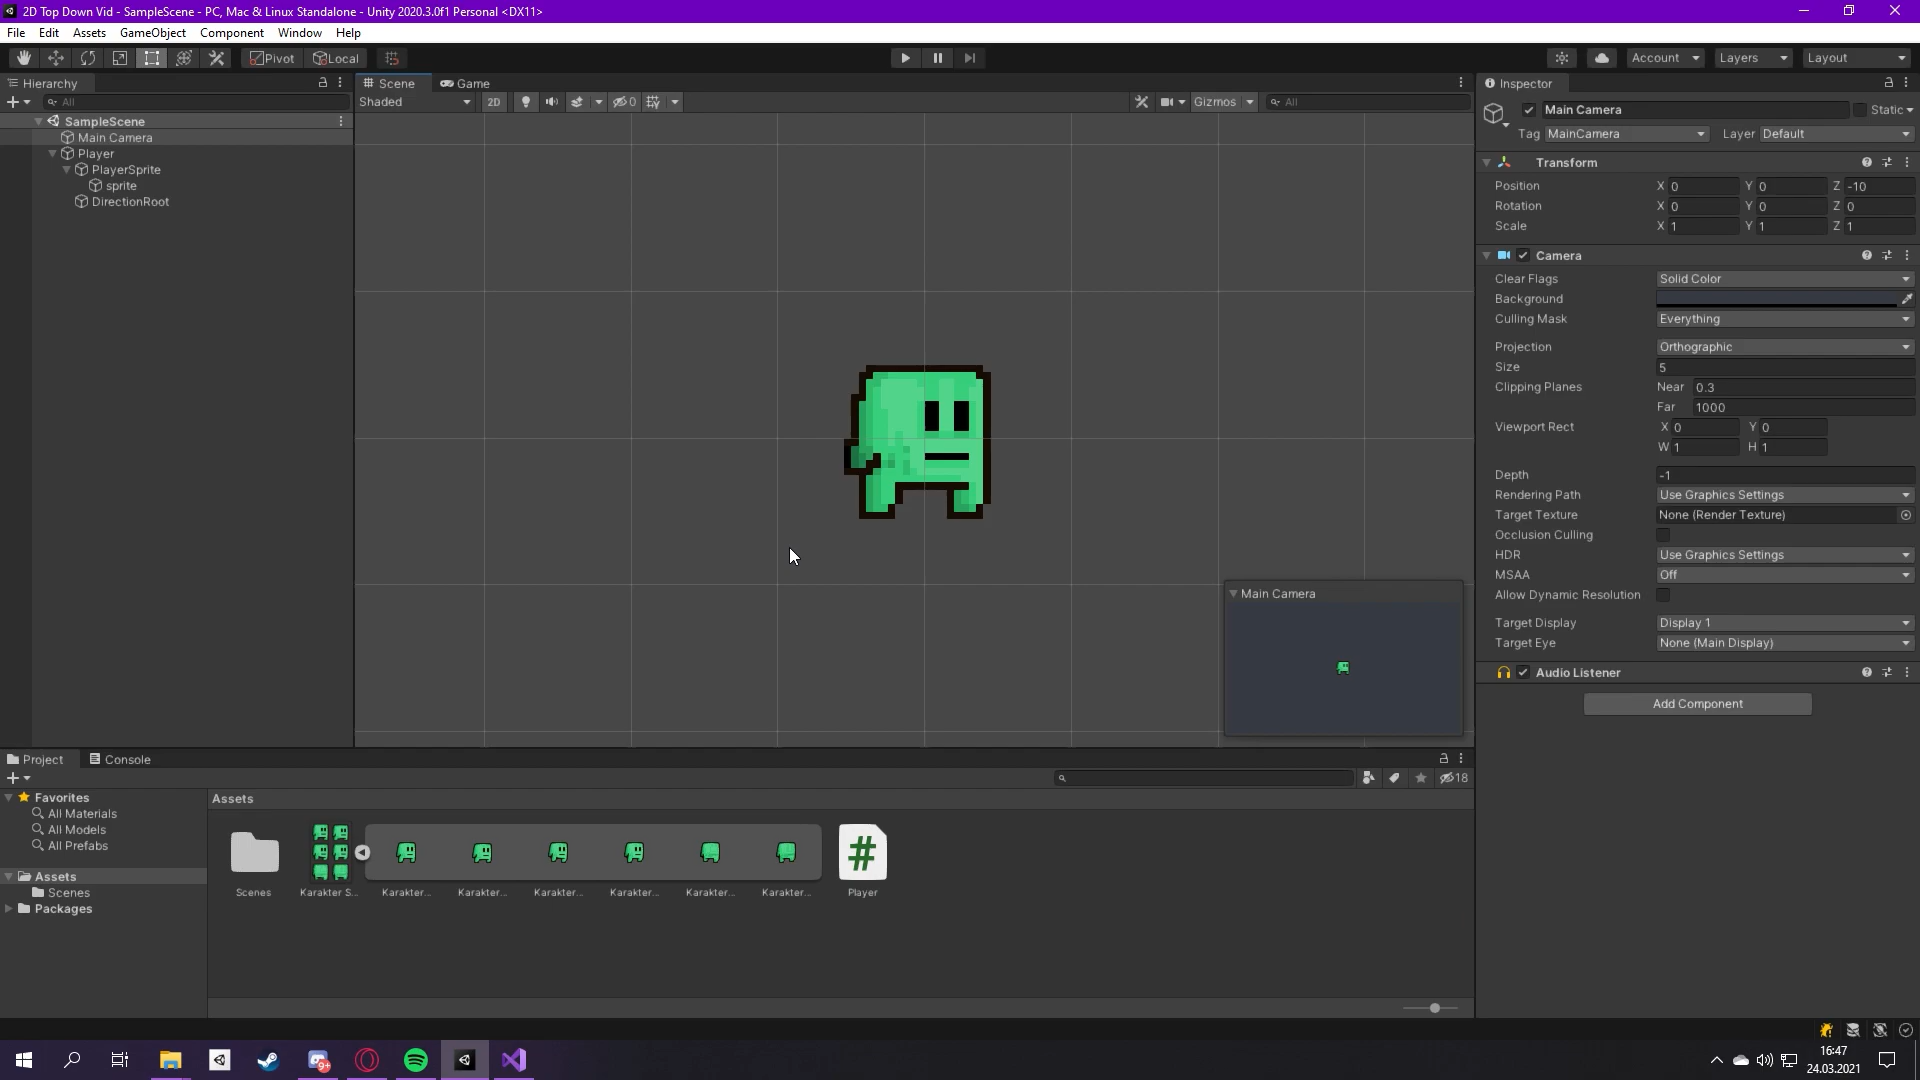 2D Top Down Vid - SampleScene - PC, Mac & Linux Standalone - Unity 2020.3.0f1 Personal <DX11>
File Edit Assets GameObject Component Window Help
Pivot Local Account Layers Layout
Hierarchy
All
SampleScene
Main Camera
Player
PlayerSprite
sprite
DirectionRoot
Scene Game
Shaded 2D 0 Gizmos All
Main Camera
Inspector
Main Camera Static
Tag MainCamera Layer Default
Transform
Position X 0 Y 0 Z -10
Rotation X 0 Y 0 Z 0
Scale X 1 Y 1 Z 1
Camera
Clear Flags Solid Color
Background
Culling Mask Everything
Projection Orthographic
Size 5
Clipping Planes Near 0.3
Far 1000
Viewport Rect X 0 Y 0
W 1 H 1
Depth -1
Rendering Path Use Graphics Settings
Target Texture None (Render Texture)
Occlusion Culling
HDR Use Graphics Settings
MSAA Off
Allow Dynamic Resolution
Target Display Display 1
Target Eye None (Main Display)
Audio Listener
Add Component
Project Console
18
Favorites
All Materials
All Models
All Prefabs
Assets
Scenes
Packages
Assets
Scenes Karakter S... Karakter... Karakter... Karakter... Karakter... Karakter... Karakter... Player
9+
16:47
24.03.2021